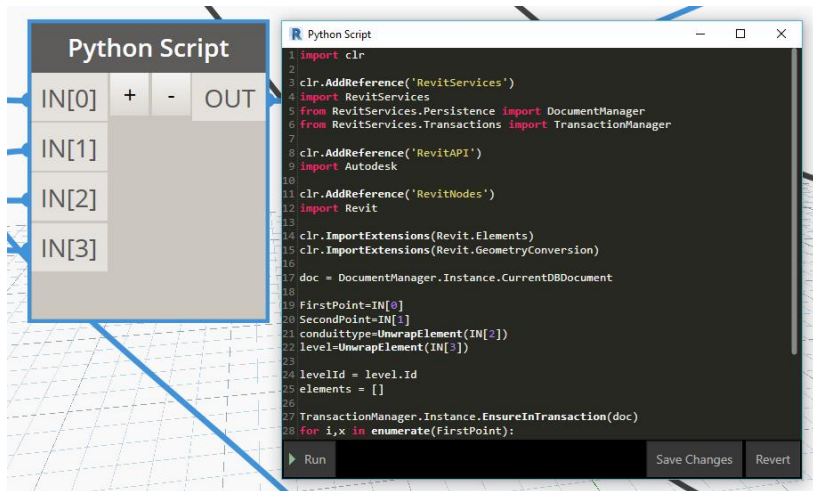 Python Script
IN[0]
+
-
OUT
IN[1]
IN[2]
IN[3]
R Python Script
1 import clr
2
3 clr.AddReference('RevitServices')
4 import RevitServices
5 from RevitServices.Persistence import DocumentManager
6 from RevitServices.Transactions import TransactionManager
7
8 clr.AddReference('RevitAPI')
9 import Autodesk
10
11 clr.AddReference('RevitNodes')
12 import Revit
13
14 clr.ImportExtensions(Revit.Elements)
15 clr.ImportExtensions(Revit.GeometryConversion)
16
17 doc = DocumentManager.Instance.CurrentDBDocument
18
19 FirstPoint=IN[0]
20 SecondPoint=IN[1]
21 conduittype=UnwrapElement(IN[2])
22 level=UnwrapElement(IN[3])
23
24 levelId = level.Id
25 elements = []
26
27 TransactionManager.Instance.EnsureInTransaction(doc)
28 for i,x in enumerate(FirstPoint):
Run
Save Changes
Revert